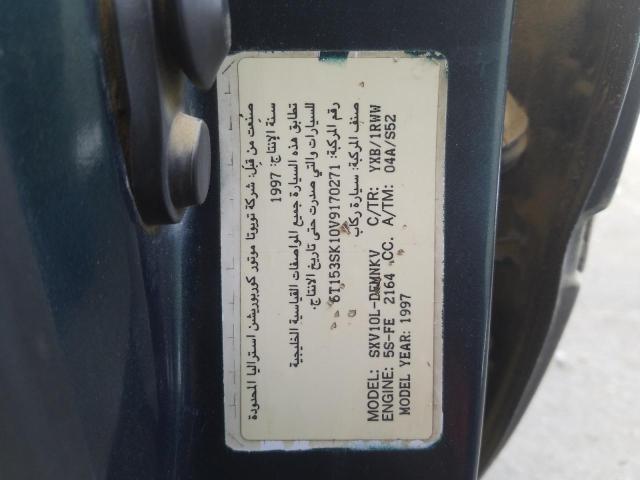 صنعت من قبل: شركة تويوتا موتور كوربوريشن استراليا المحدودة
سنة الإنتاج: 1997
تطابق هذه السيارة جميع المواصفات القياسية الخليجية
للسيارات والتي صدرت حتى تاريخ الانتاج.
رقم المركبة: 6T153SK10V9170271
صنف المركبة: سيارة ركاب
MODEL: SXV10L-DEMNKV C/TR: YXB/1RWW
ENGINE: 5S-FE 2164 CC. A/TM: 04A/S52
MODEL YEAR: 1997